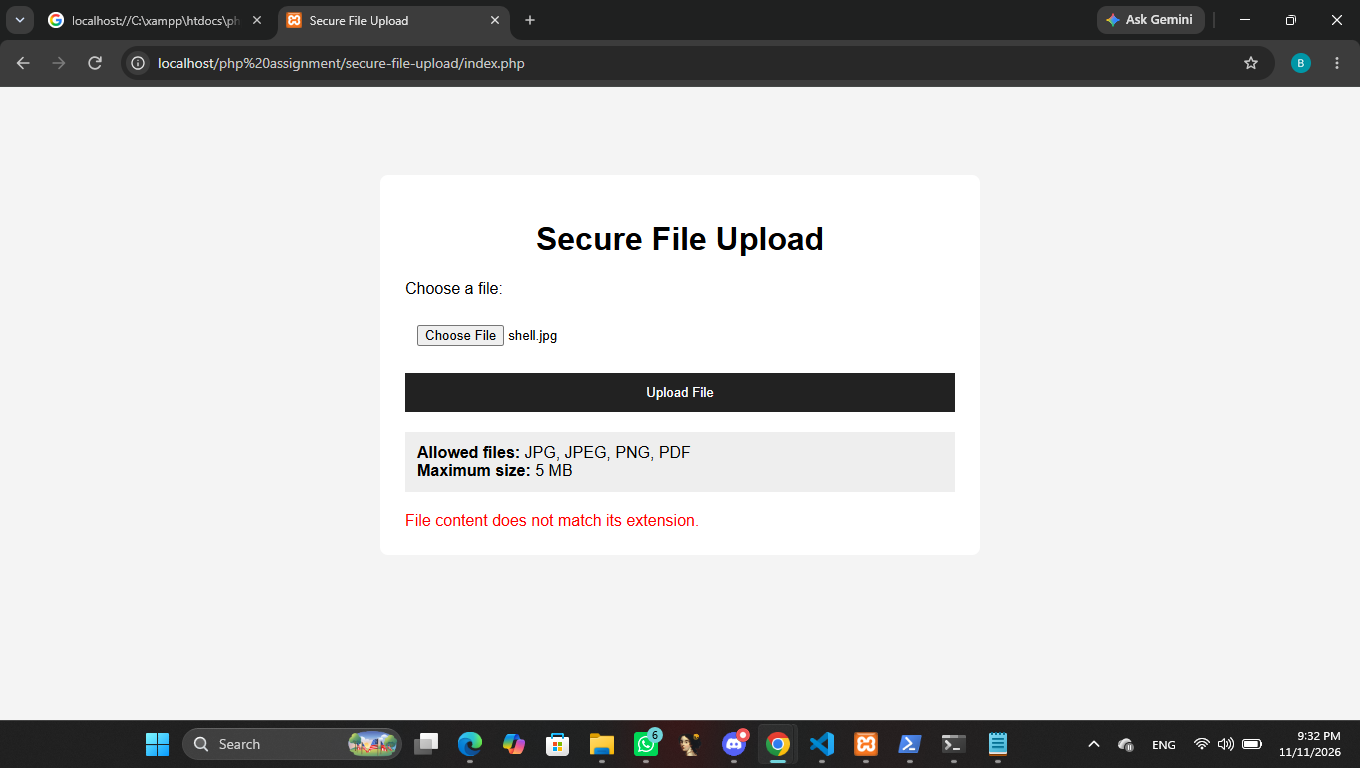 localhost://C:\xampp\htdocs\ph
Secure File Upload
Ask Gemini
localhost/php%20assignment/secure-file-upload/index.php
B
Secure File Upload
Choose a file:
Choose File shell.jpg
Upload File
Allowed files: JPG, JPEG, PNG, PDF
Maximum size: 5 MB
File content does not match its extension.
Search
6
ENG
9:32 PM
11/11/2026